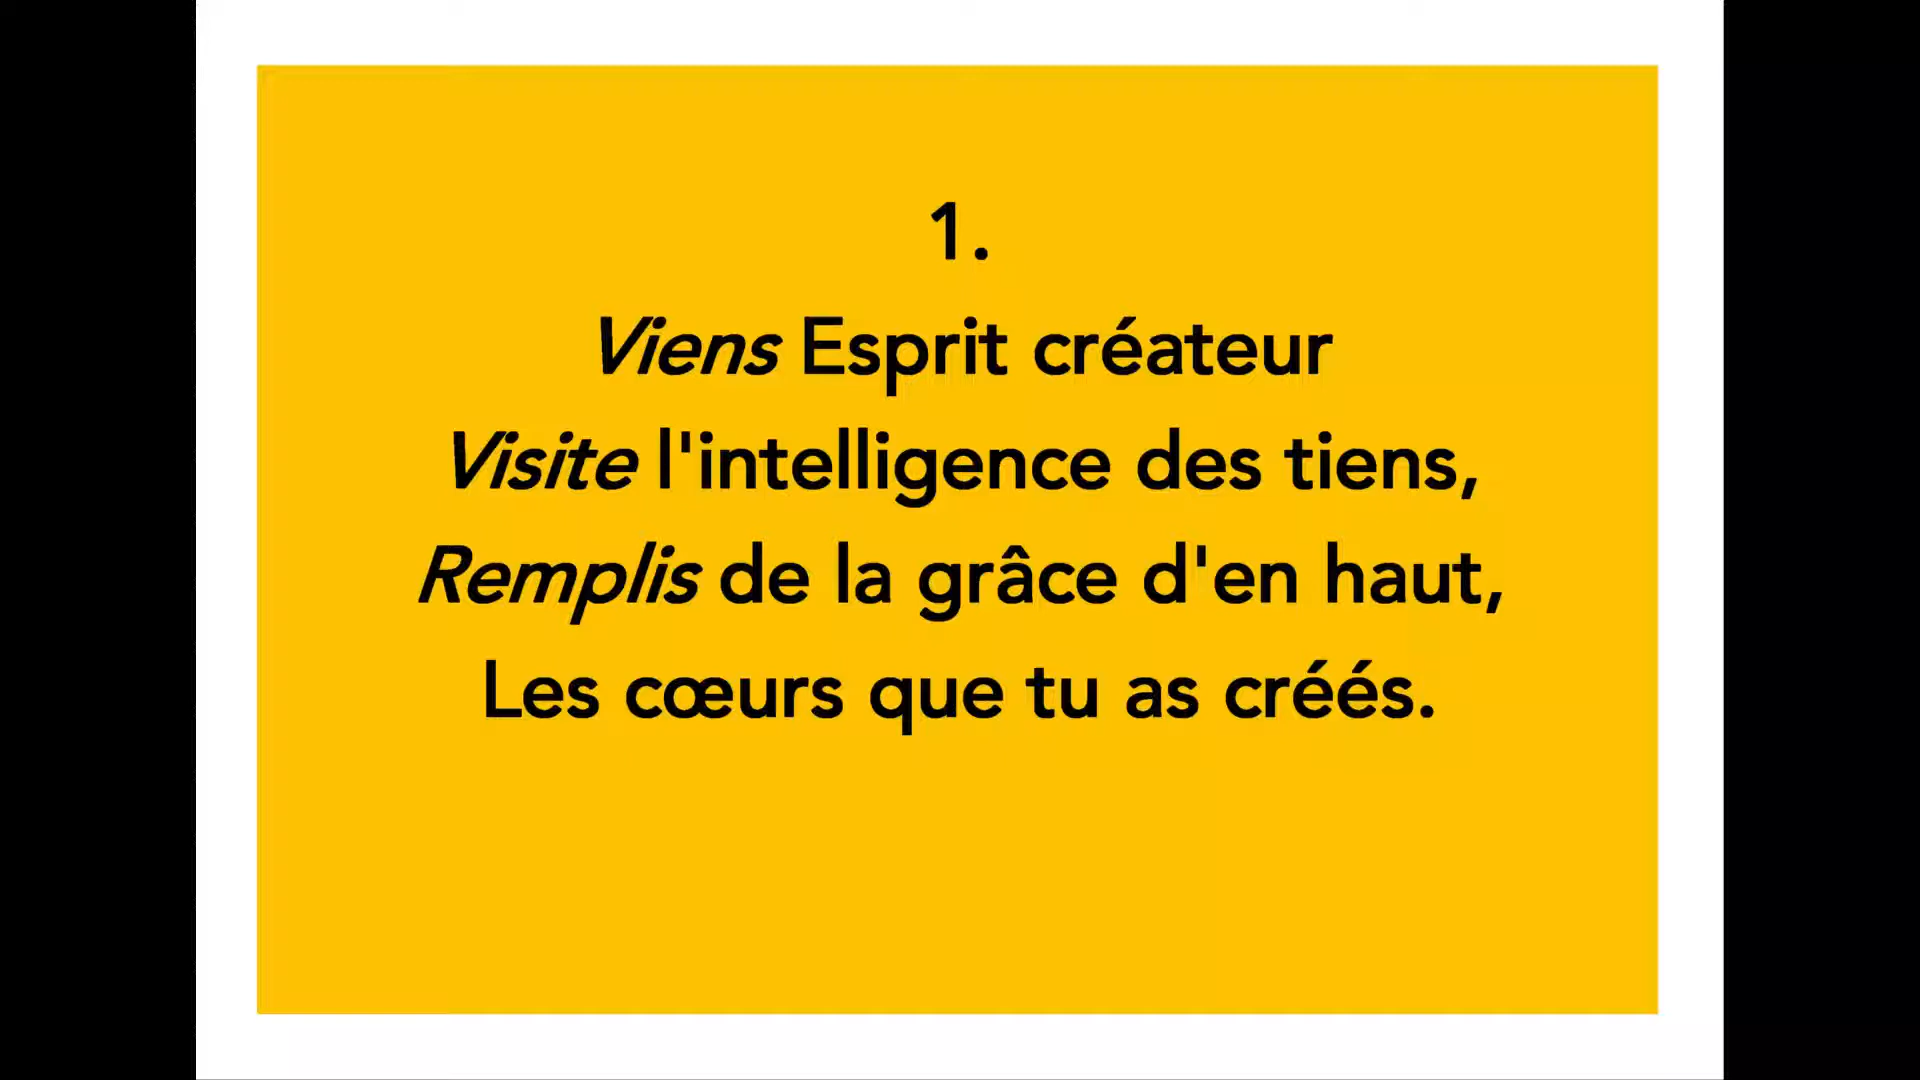 1.
Viens Esprit créateur
Visite l'intelligence des tiens,
Remplis de la grâce d'en haut,
Les cœurs que tu as créés.